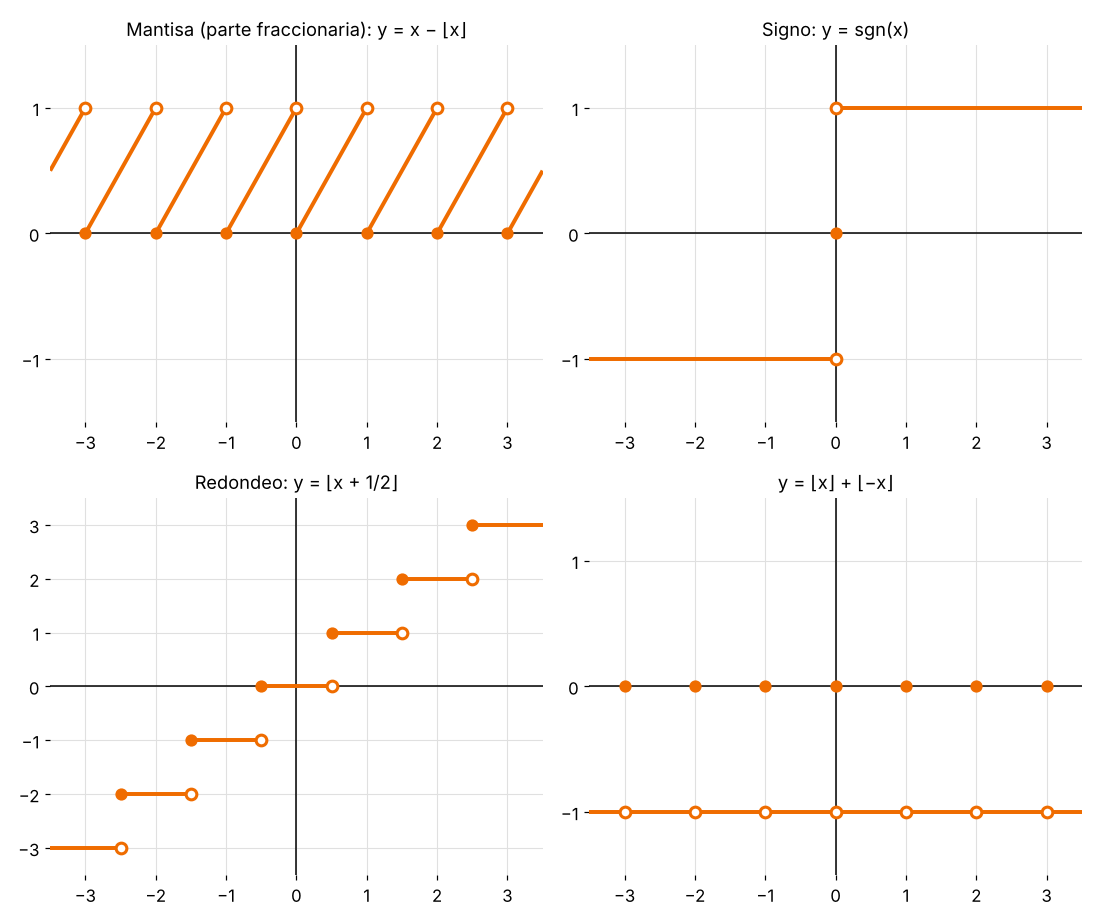 Mantisa (parte fraccionaria): y = x − ⌊x⌋
1
0
−1
−3 −2 −1 0 1 2 3
Signo: y = sgn(x)
1
0
−1
−3 −2 −1 0 1 2 3
Redondeo: y = ⌊x + 1/2⌋
3
2
1
0
−1
−2
−3
−3 −2 −1 0 1 2 3
y = ⌊x⌋ + ⌊−x⌋
1
0
−1
−3 −2 −1 0 1 2 3